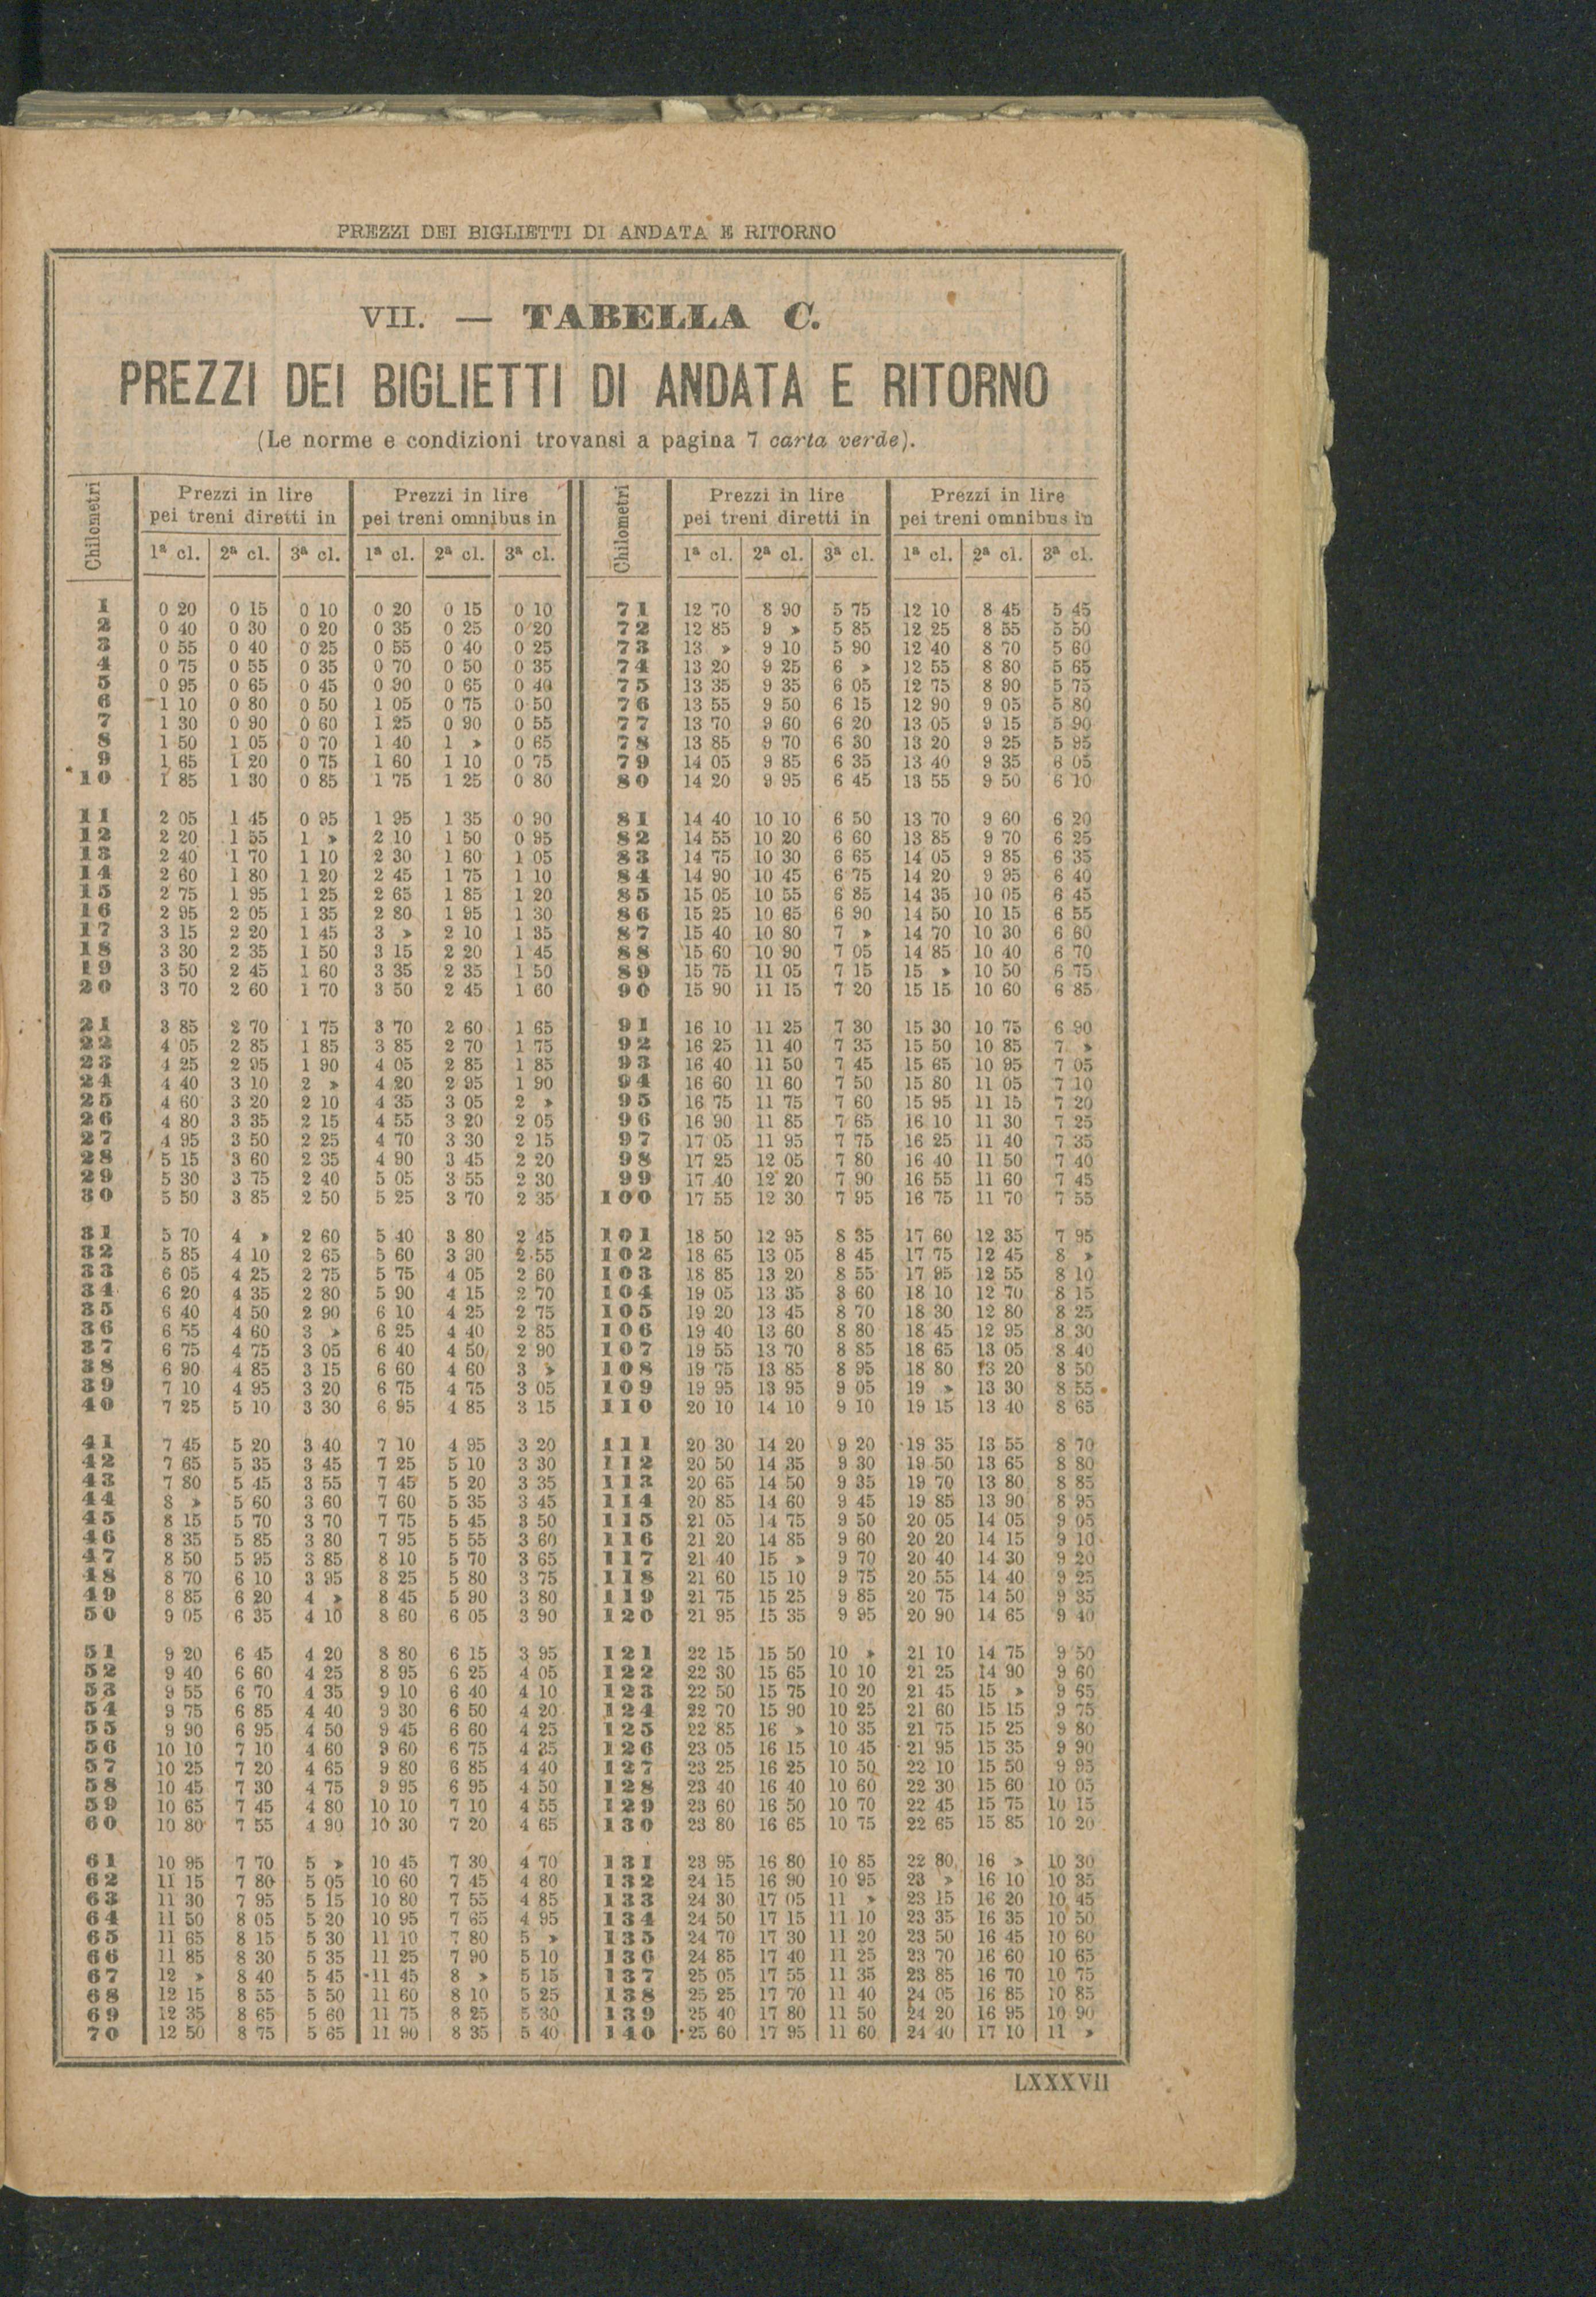 PREZZI DEI BIGLIETTI DI ANDATA E RITORNO
VII. — TABELLA C.
PREZZI DEI BIGLIETTI DI ANDATA E RITORNO
(Le norme e condizioni trovansi a pagina 7 carta verde).
Chilometri Prezzi in lire Prezzi in lire Chilometri Prezzi in lire Prezzi in lire
pei treni diretti in pei treni omnibus in pei treni diretti in pei treni omnibus in
1ª cl. 2ª cl. 3ª cl. 1ª cl. 2ª cl. 3ª cl. 1ª cl. 2ª cl. 3ª cl. 1ª cl. 2ª cl. 3ª cl.
1 0 20 0 15 0 10 0 20 0 15 0 10 71 12 70 8 90 5 75 12 10 8 45 5 45
2 0 40 0 30 0 20 0 35 0 25 0 20 72 12 85 9 » 5 85 12 25 8 55 5 50
3 0 55 0 40 0 25 0 55 0 40 0 25 73 13 » 9 10 5 90 12 40 8 70 5 60
4 0 75 0 55 0 35 0 70 0 50 0 35 74 13 20 9 25 6 » 12 55 8 80 5 65
5 0 95 0 65 0 45 0 90 0 65 0 40 75 13 35 9 35 6 05 12 75 8 90 5 75
6 1 10 0 80 0 50 1 05 0 75 0 50 76 13 55 9 50 6 15 12 90 9 05 5 80
7 1 30 0 90 0 60 1 25 0 90 0 55 77 13 70 9 60 6 20 13 05 9 15 5 90
8 1 50 1 05 0 70 1 40 1 » 0 65 78 13 85 9 70 6 30 13 20 9 25 5 95
9 1 65 1 20 0 75 1 60 1 10 0 75 79 14 05 9 85 6 35 13 40 9 35 6 05
10 1 85 1 30 0 85 1 75 1 25 0 80 80 14 20 9 95 6 45 13 55 9 50 6 10
11 2 05 1 45 0 95 1 95 1 35 0 90 81 14 40 10 10 6 50 13 70 9 60 6 20
12 2 20 1 55 1 » 2 10 1 50 0 95 82 14 55 10 20 6 60 13 85 9 70 6 25
13 2 40 1 70 1 10 2 30 1 60 1 05 83 14 75 10 30 6 65 14 05 9 85 6 35
14 2 60 1 80 1 20 2 45 1 75 1 10 84 14 90 10 45 6 75 14 20 9 95 6 40
15 2 75 1 95 1 25 2 65 1 85 1 20 85 15 05 10 55 6 85 14 35 10 05 6 45
16 2 95 2 05 1 35 2 80 1 95 1 30 86 15 25 10 65 6 90 14 50 10 15 6 55
17 3 15 2 20 1 45 3 » 2 10 1 35 87 15 40 10 80 7 » 14 70 10 30 6 60
18 3 30 2 35 1 50 3 15 2 20 1 45 88 15 60 10 90 7 05 14 85 10 40 6 70
19 3 50 2 45 1 60 3 35 2 35 1 50 89 15 75 11 05 7 15 15 » 10 50 6 75
20 3 70 2 60 1 70 3 50 2 45 1 60 90 15 90 11 15 7 20 15 15 10 60 6 85
21 3 85 2 70 1 75 3 70 2 60 1 65 91 16 10 11 25 7 30 15 30 10 75 6 90
22 4 05 2 85 1 85 3 85 2 70 1 75 92 16 25 11 40 7 35 15 50 10 85 7 »
23 4 25 2 95 1 90 4 05 2 85 1 85 93 16 40 11 50 7 45 15 65 10 95 7 05
24 4 40 3 10 2 » 4 20 2 95 1 90 94 16 60 11 60 7 50 15 80 11 05 7 10
25 4 60 3 20 2 10 4 35 3 05 2 » 95 16 75 11 75 7 60 15 95 11 15 7 20
26 4 80 3 35 2 15 4 55 3 20 2 05 96 16 90 11 85 7 65 16 10 11 30 7 25
27 4 95 3 50 2 25 4 70 3 30 2 15 97 17 05 11 95 7 75 16 25 11 40 7 35
28 5 15 3 60 2 35 4 90 3 45 2 20 98 17 25 12 05 7 80 16 40 11 50 7 40
29 5 30 3 75 2 40 5 05 3 55 2 30 99 17 40 12 20 7 90 16 55 11 60 7 45
30 5 50 3 85 2 50 5 25 3 70 2 35 100 17 55 12 30 7 95 16 75 11 70 7 55
31 5 70 4 » 2 60 5 40 3 80 2 45 101 18 50 12 95 8 35 17 60 12 35 7 95
32 5 85 4 10 2 65 5 60 3 90 2 55 102 18 65 13 05 8 45 17 75 12 45 8 »
33 6 05 4 25 2 75 5 75 4 05 2 60 103 18 85 13 20 8 55 17 95 12 55 8 10
34 6 20 4 35 2 80 5 90 4 15 2 70 104 19 05 13 35 8 60 18 10 12 70 8 15
35 6 40 4 50 2 90 6 10 4 25 2 75 105 19 20 13 45 8 70 18 30 12 80 8 25
36 6 55 4 60 3 » 6 25 4 40 2 85 106 19 40 13 60 8 80 18 45 12 95 8 30
37 6 75 4 75 3 05 6 40 4 50 2 90 107 19 55 13 70 8 85 18 65 13 05 8 40
38 6 90 4 85 3 15 6 60 4 60 3 » 108 19 75 13 85 8 95 18 80 13 20 8 50
39 7 10 4 95 3 20 6 75 4 75 3 05 109 19 95 13 95 9 05 19 » 13 30 8 55
40 7 25 5 10 3 30 6 95 4 85 3 15 110 20 10 14 10 9 10 19 15 13 40 8 65
41 7 45 5 20 3 40 7 10 4 95 3 20 111 20 30 14 20 9 20 19 35 13 55 8 70
42 7 65 5 35 3 45 7 25 5 10 3 30 112 20 50 14 35 9 30 19 50 13 65 8 80
43 7 80 5 45 3 55 7 45 5 20 3 35 113 20 65 14 50 9 35 19 70 13 80 8 85
44 8 » 5 60 3 60 7 60 5 35 3 45 114 20 85 14 60 9 45 19 85 13 90 8 95
45 8 15 5 70 3 70 7 75 5 45 3 50 115 21 05 14 75 9 50 20 05 14 05 9 05
46 8 35 5 85 3 80 7 95 5 55 3 60 116 21 20 14 85 9 60 20 20 14 15 9 10
47 8 50 5 95 3 85 8 10 5 70 3 65 117 21 40 15 » 9 70 20 40 14 30 9 20
48 8 70 6 10 3 95 8 25 5 80 3 75 118 21 60 15 10 9 75 20 55 14 40 9 25
49 8 85 6 20 4 » 8 45 5 90 3 80 119 21 75 15 25 9 85 20 75 14 50 9 35
50 9 05 6 35 4 10 8 60 6 05 3 90 120 21 95 15 35 9 95 20 90 14 65 9 40
51 9 20 6 45 4 20 8 80 6 15 3 95 121 22 15 15 50 10 » 21 10 14 75 9 50
52 9 40 6 60 4 25 8 95 6 25 4 05 122 22 30 15 65 10 10 21 25 14 90 9 60
53 9 55 6 70 4 35 9 10 6 40 4 10 123 22 50 15 75 10 20 21 45 15 » 9 65
54 9 75 6 85 4 40 9 30 6 50 4 20 124 22 70 15 90 10 25 21 60 15 15 9 75
55 9 90 6 95 4 50 9 45 6 60 4 25 125 22 85 16 » 10 35 21 75 15 25 9 80
56 10 10 7 10 4 60 9 60 6 75 4 35 126 23 05 16 15 10 45 21 95 15 35 9 90
57 10 25 7 20 4 65 9 80 6 85 4 40 127 23 25 16 25 10 50 22 10 15 50 9 95
58 10 45 7 30 4 75 9 95 6 95 4 50 128 23 40 16 40 10 60 22 30 15 60 10 05
59 10 65 7 45 4 80 10 10 7 10 4 55 129 23 60 16 50 10 70 22 45 15 75 10 15
60 10 80 7 55 4 90 10 30 7 20 4 65 130 23 80 16 65 10 75 22 65 15 85 10 20
61 10 95 7 70 5 » 10 45 7 30 4 70 131 23 95 16 80 10 85 22 80 16 » 10 30
62 11 15 7 80 5 05 10 60 7 45 4 80 132 24 15 16 90 10 95 23 » 16 10 10 35
63 11 30 7 95 5 15 10 80 7 55 4 85 133 24 30 17 05 11 » 23 15 16 20 10 45
64 11 50 8 05 5 20 10 95 7 65 4 95 134 24 50 17 15 11 10 23 35 16 35 10 50
65 11 65 8 15 5 30 11 10 7 80 5 » 135 24 70 17 30 11 20 23 50 16 45 10 60
66 11 85 8 30 5 35 11 25 7 90 5 10 136 24 85 17 40 11 25 23 70 16 60 10 65
67 12 » 8 40 5 45 11 45 8 » 5 15 137 25 05 17 55 11 35 23 85 16 70 10 75
68 12 15 8 55 5 50 11 60 8 10 5 25 138 25 25 17 70 11 40 24 05 16 85 10 85
69 12 35 8 65 5 60 11 75 8 25 5 30 139 25 40 17 80 11 50 24 20 16 95 10 90
70 12 50 8 75 5 65 11 90 8 35 5 40 140 25 60 17 95 11 60 24 40 17 10 11 »
LXXXVII